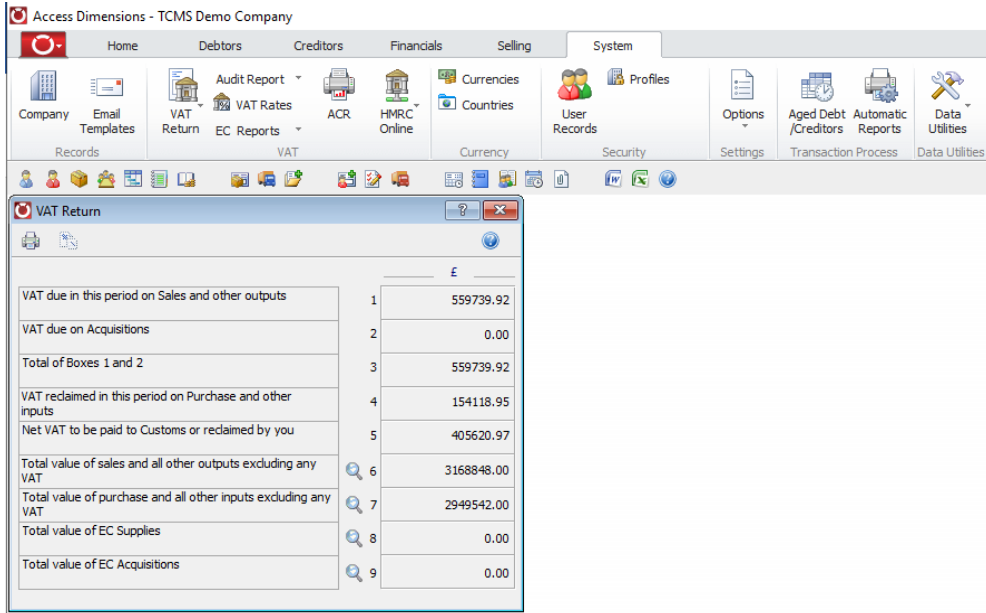 Access Dimensions - TCMS Demo Company
Home Debtors Creditors Financials Selling System
Company
Email Templates
Records
VAT Return
Audit Report
VAT Rates
EC Reports
ACR
HMRC Online
VAT
Currencies
Countries
Currency
User Records
Profiles
Security
Options
Settings
Aged Debt /Creditors
Automatic Reports
Transaction Process
Data Utilities
Data Utilities
VAT Return
£
VAT due in this period on Sales and other outputs 1 559739.92
VAT due on Acquisitions 2 0.00
Total of Boxes 1 and 2 3 559739.92
VAT reclaimed in this period on Purchase and other
inputs 4 154118.95
Net VAT to be paid to Customs or reclaimed by you 5 405620.97
Total value of sales and all other outputs excluding any
VAT 6 3168848.00
Total value of purchase and all other inputs excluding any
VAT 7 2949542.00
Total value of EC Supplies 8 0.00
Total value of EC Acquisitions 9 0.00